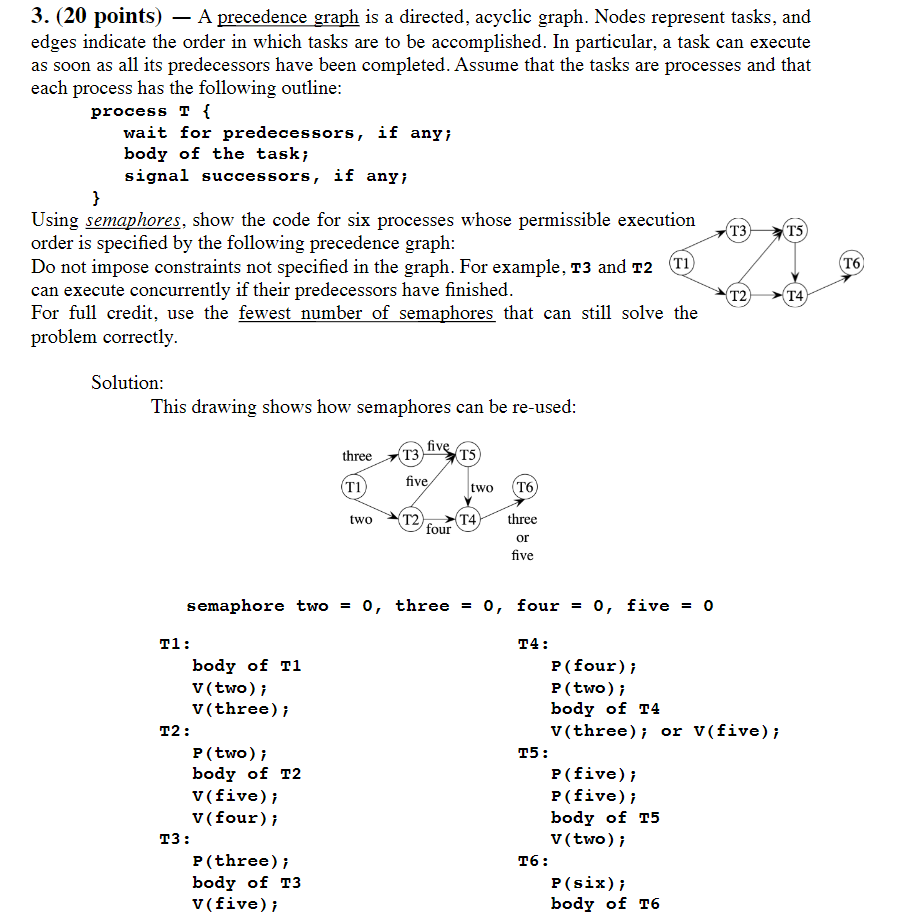 3. (20 points) — A precedence graph is a directed, acyclic graph. Nodes represent tasks, and
edges indicate the order in which tasks are to be accomplished. In particular, a task can execute
as soon as all its predecessors have been completed. Assume that the tasks are processes and that
each process has the following outline:
process T {
wait for predecessors, if any;
body of the task;
signal successors, if any;
}
Using semaphores, show the code for six processes whose permissible execution
order is specified by the following precedence graph:
Do not impose constraints not specified in the graph. For example, T3 and T2
can execute concurrently if their predecessors have finished.
For full credit, use the fewest number of semaphores that can still solve the
problem correctly.
T3 T5
T1 T6
T2 T4
Solution:
This drawing shows how semaphores can be re-used:
three T3 five T5
T1 five two T6
two T2 four T4 three
or
five
semaphore two = 0, three = 0, four = 0, five = 0
T1:
body of T1
V(two);
V(three);
T2:
P(two);
body of T2
V(five);
V(four);
T3:
P(three);
body of T3
V(five);
T4:
P(four);
P(two);
body of T4
V(three); or V(five);
T5:
P(five);
P(five);
body of T5
V(two);
T6:
P(six);
body of T6